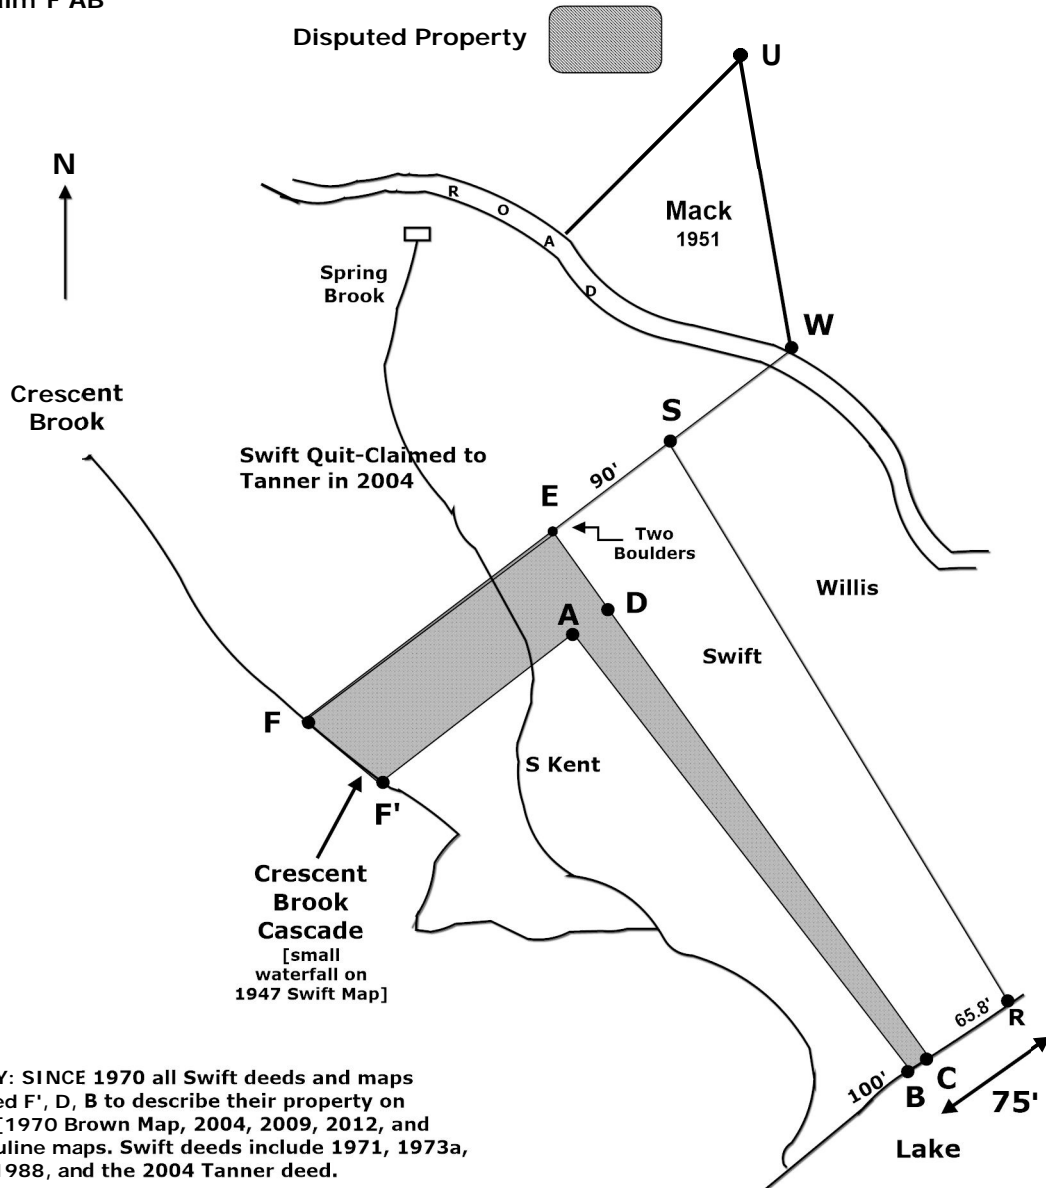 Disputed Property
U
N
R
O
A
D
Mack
1951
Spring
Brook
W
Crescent
Brook
S
Swift Quit-Claimed to
Tanner in 2004
90'
E
Two
Boulders
Willis
D
A
Swift
F
S Kent
F'
Crescent
Brook
Cascade
[small
waterfall on
1947 Swift Map]
65.8'
R
100'
B
C
75'
Lake
Y: SINCE 1970 all Swift deeds and maps
ed F', D, B to describe their property on
[1970 Brown Map, 2004, 2009, 2012, and
uline maps. Swift deeds include 1971, 1973a,
1988, and the 2004 Tanner deed.